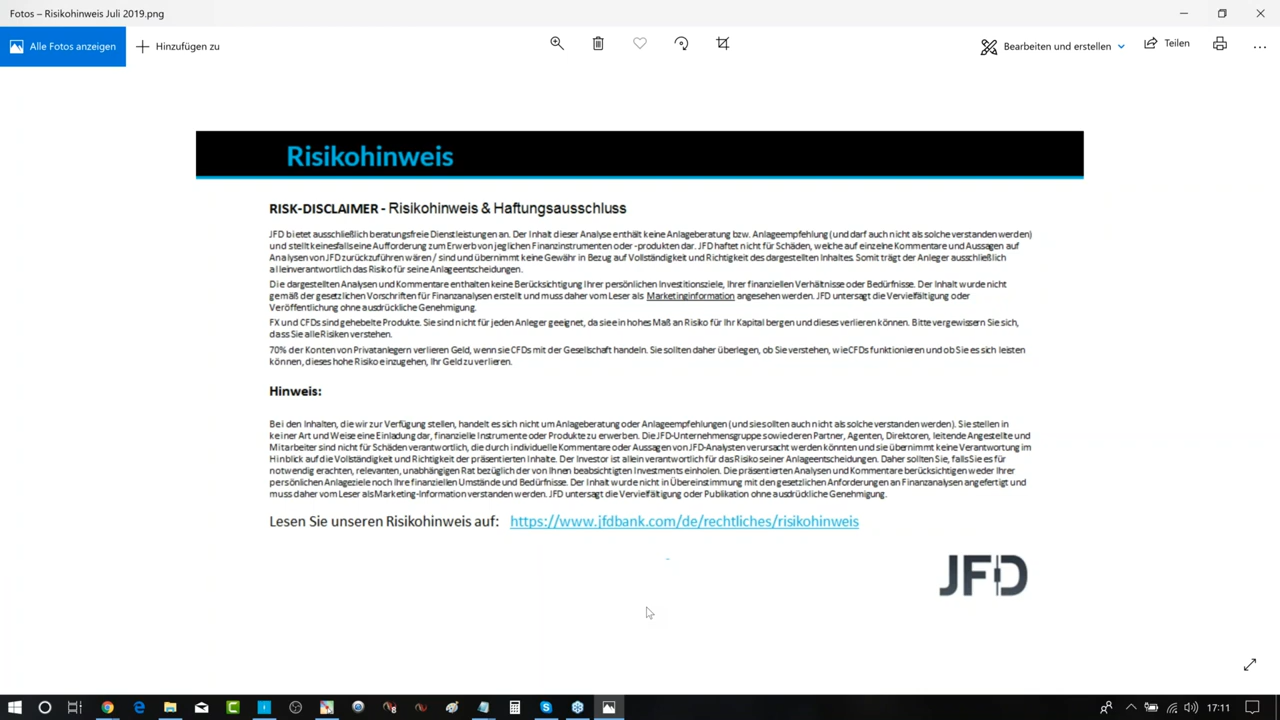 Fotos – Risikohinweis Juli 2019.png
Alle Fotos anzeigen
Hinzufügen zu
Bearbeiten und erstellen
Teilen
Risikohinweis
RISK-DISCLAIMER - Risikohinweis & Haftungsausschluss
JFD bietet ausschließlich beratungsfreie Dienstleistungen an. Der Inhalt dieser Analyse enthält keine Anlageberatung bzw. Anlageempfehlung (und darf auch nicht als solche verstanden werden)
und stellt keinesfalls eine Aufforderung zum Erwerb von jeglichen Finanzinstrumenten oder -produkten dar. JFD haftet nicht für Schäden, welche auf einzelne Kommentare und Aussagen auf
Analysen von JFD zurückzuführen wären / sind und übernimmt keine Gewähr in Bezug auf Vollständigkeit und Richtigkeit des dargestellten Inhaltes. Somit trägt der Anleger ausschließlich
alleinverantwortlich das Risiko für seine Anlageentscheidungen.
Die dargestellten Analysen und Kommentare enthalten keine Berücksichtigung Ihrer persönlichen Investitionsziele, Ihrer finanziellen Verhältnisse oder Bedürfnisse. Der Inhalt wurde nicht
gemäß der gesetzlichen Vorschriften für Finanzanalysen erstellt und muss daher vom Leser als Marketinginformation angesehen werden. JFD untersagt die Vervielfältigung oder
Veröffentlichung ohne ausdrückliche Genehmigung.
FX und CFDs sind gehebelte Produkte. Sie sind nicht für jeden Anleger geeignet, da sie ein hohes Maß an Risiko für Ihr Kapital bergen und dieses verlieren können. Bitte vergewissern Sie sich,
dass Sie alle Risiken verstehen.
70% der Konten von Privatanlegern verlieren Geld, wenn sie CFDs mit der Gesellschaft handeln. Sie sollten daher überlegen, ob Sie verstehen, wie CFDs funktionieren und ob Sie es sich leisten
können, dieses hohe Risiko einzugehen, Ihr Geld zu verlieren.
Hinweis:
Bei den Inhalten, die wir zur Verfügung stellen, handelt es sich nicht um Anlageberatung oder Anlageempfehlungen (und sie sollten auch nicht als solche verstanden werden). Sie stellen in
keiner Art und Weise eine Einladung dar, finanzielle Instrumente oder Produkte zu erwerben. Die JFD-Unternehmensgruppe sowie deren Partner, Agenten, Direktoren, leitende Angestellte und
Mitarbeiter sind nicht für Schäden verantwortlich, die durch individuelle Kommentare oder Aussagen von JFD-Analysten verursacht werden könnten und sie übernimmt keine Verantwortung im
Hinblick auf die Vollständigkeit und Richtigkeit der präsentierten Inhalte. Der Investor ist allein verantwortlich für das Risiko seiner Anlageentscheidungen. Daher sollten Sie, falls Sie es für
notwendig erachten, relevanten, unabhängigen Rat bezüglich der von Ihnen beabsichtigten Investments einholen. Die präsentierten Analysen und Kommentare berücksichtigen weder Ihrer
persönlichen Anlageziele noch Ihre finanziellen Umstände und Bedürfnisse. Der Inhalt wurde nicht in Übereinstimmung mit den gesetzlichen Anforderungen an Finanzanalysen angefertigt und
muss daher vom Leser als Marketing-Information verstanden werden. JFD untersagt die Vervielfältigung oder Publikation ohne ausdrückliche Genehmigung.
Lesen Sie unseren Risikohinweis auf: https://www.jfdbank.com/de/rechtliches/risikohinweis
JFD
17:11